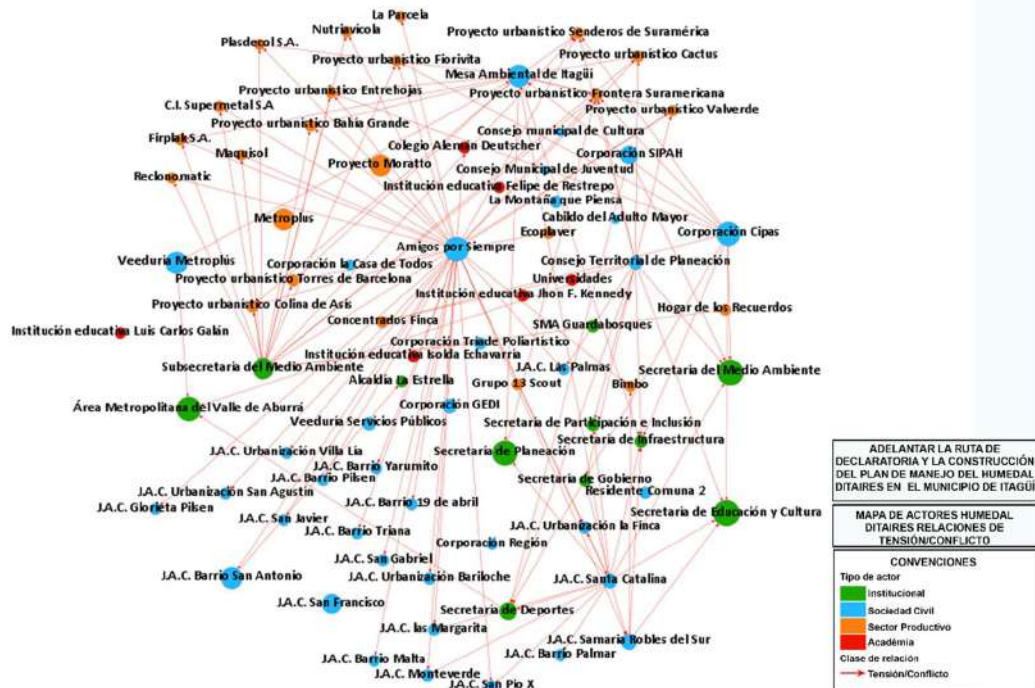 La Parcela
Nutriavicola
Plasdecol S.A.
Proyecto urbanístico Senderos de Suramérica
Proyecto urbanístico Fiorivita
Proyecto urbanístico Cactus
Mesa Ambiental de Itagüí
Proyecto urbanístico Entrehojas
Proyecto urbanístico Frontera Suramericana
C.I. Supermetal S.A
Proyecto urbanístico Valverde
Proyecto urbanístico Bahía Grande
Consejo municipal de Cultura
Firplak S.A.
Colegio Alemán Deutscher
Corporación SIPAH
Maquisol
Proyecto Moratto
Consejo Municipal de Juventud
Reclonomatic
Institución educativa Felipe de Restrepo
La Montaña que Piensa
Metroplus
Cabildo del Adulto Mayor
Ecoplaver
Corporación Cipas
Amigos por Siempre
Veeduría Metroplús
Corporación la Casa de Todos
Consejo Territorial de Planeación
Proyecto urbanístico Torres de Barcelona
Universidades
Institución educativa Jhon F. Kennedy
Proyecto urbanístico Colina de Asís
Hogar de los Recuerdos
Concentrados Finca
SMA Guardabosques
Institución educativa Luis Carlos Galán
Corporación Triade Poliartístico
Institución educativa Isolda Echavarría
Subsecretaria del Medio Ambiente
J.A.C. Las Palmas
Secretaria del Medio Ambiente
Alcaldía La Estrella
Grupo 13 Scout
Bimbo
Área Metropolitana del Valle de Aburrá
Corporación GEDI
Veeduría Servicios Públicos
Secretaria de Participación e Inclusión
Secretaria de Infraestructura
Secretaria de Planeación
J.A.C. Urbanización Villa Lía
J.A.C. Barrio Yarumito
J.A.C. Barrio Pilsen
Secretaria de Gobierno
J.A.C. Urbanización San Agustin
Residente Comuna 2
J.A.C. Glorieta Pilsen
J.A.C. Barrio 19 de abril
Secretaria de Educación y Cultura
J.A.C. San Javier
J.A.C. Urbanización la Finca
J.A.C. Barrio Triana
Corporación Región
J.A.C. San Gabriel
J.A.C. Barrio San Antonio
J.A.C. Urbanización Bariloche
J.A.C. Santa Catalina
J.A.C. San Francisco
Secretaria de Deportes
J.A.C. las Margarita
J.A.C. Samaria Robles del Sur
J.A.C. Barrio Malta
J.A.C. Barrio Palmar
J.A.C. Monteverde
J.A.C. San Pio X
ADELANTAR LA RUTA DE
DECLARATORIA Y LA CONSTRUCCIÓN
DEL PLAN DE MANEJO DEL HUMEDAL
DITAIRES EN EL MUNICIPIO DE ITAGÜÍ
MAPA DE ACTORES HUMEDAL
DITAIRES RELACIONES DE
TENSIÓN/CONFLICTO
CONVENCIONES
Tipo de actor
Institucional
Sociedad Civil
Sector Productivo
Académia
Clase de relación
Tensión/Conflicto